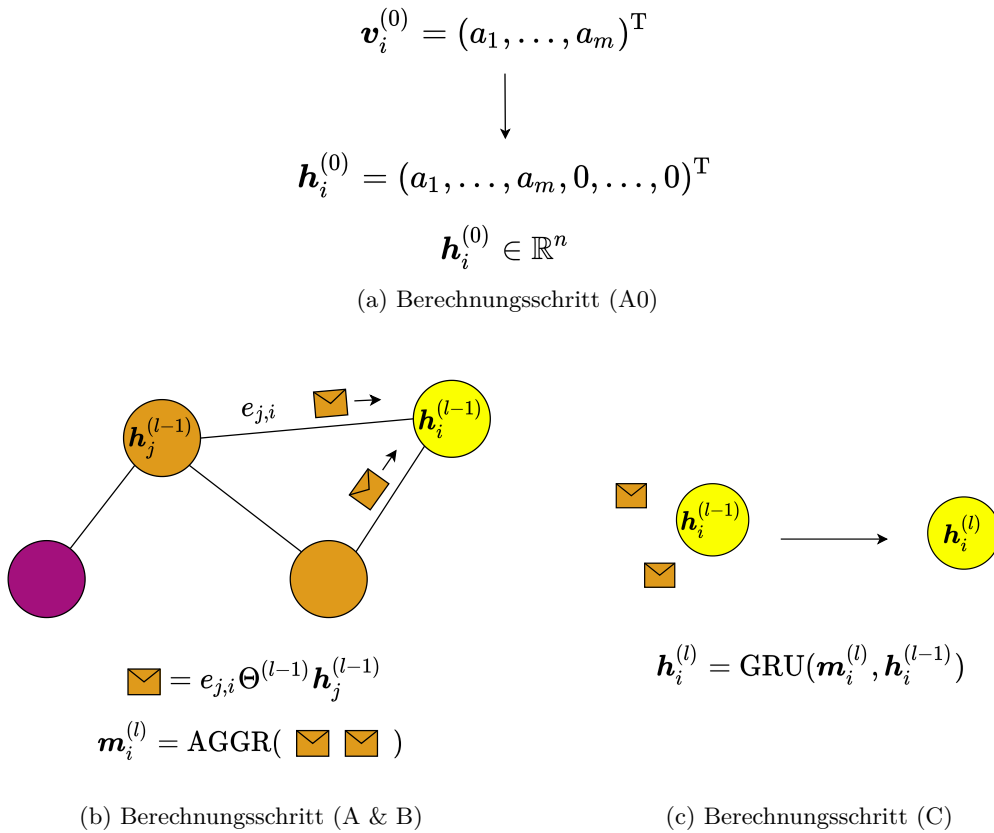 𝒗_i^{(0)} = (a_1, . . . , a_m)^T
𝒉_i^{(0)} = (a_1, . . . , a_m, 0, . . . , 0)^T
𝒉_i^{(0)} ∈ ℝ^n
(a) Berechnungsschritt (A0)
e_{j,i}
𝒉_j^{(l−1)}
𝒉_i^{(l−1)}
= e_{j,i} Θ^{(l−1)} 𝒉_j^{(l−1)}
𝒎_i^{(l)} = AGGR( )
(b) Berechnungsschritt (A & B)
𝒉_i^{(l−1)}
𝒉_i^{(l)}
𝒉_i^{(l)} = GRU(𝒎_i^{(l)}, 𝒉_i^{(l−1)})
(c) Berechnungsschritt (C)